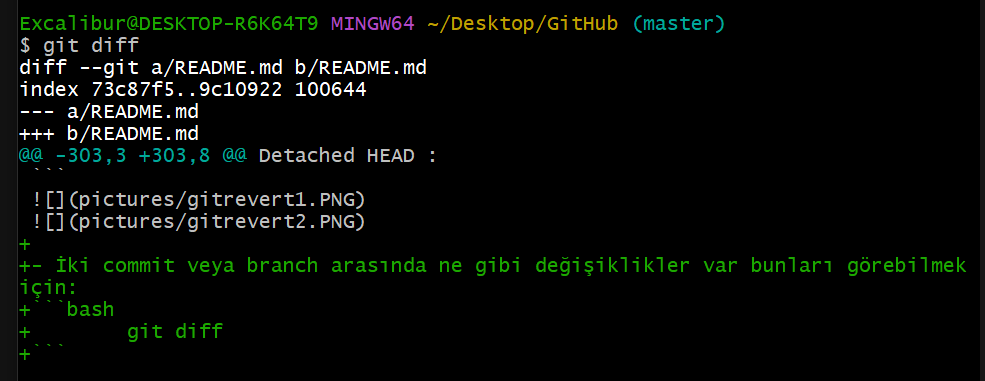 Excalibur@DESKTOP-R6K64T9 MINGW64 ~/Desktop/GitHub (master)
$ git diff
diff --git a/README.md b/README.md
index 73c87f5..9c10922 100644
--- a/README.md
+++ b/README.md
@@ -303,3 +303,8 @@ Detached HEAD :
 ```
 ![](pictures/gitrevert1.PNG)
 ![](pictures/gitrevert2.PNG)
+
+- İki commit veya branch arasında ne gibi değişiklikler var bunları görebilmek
için:
+```bash
+        git diff
+```